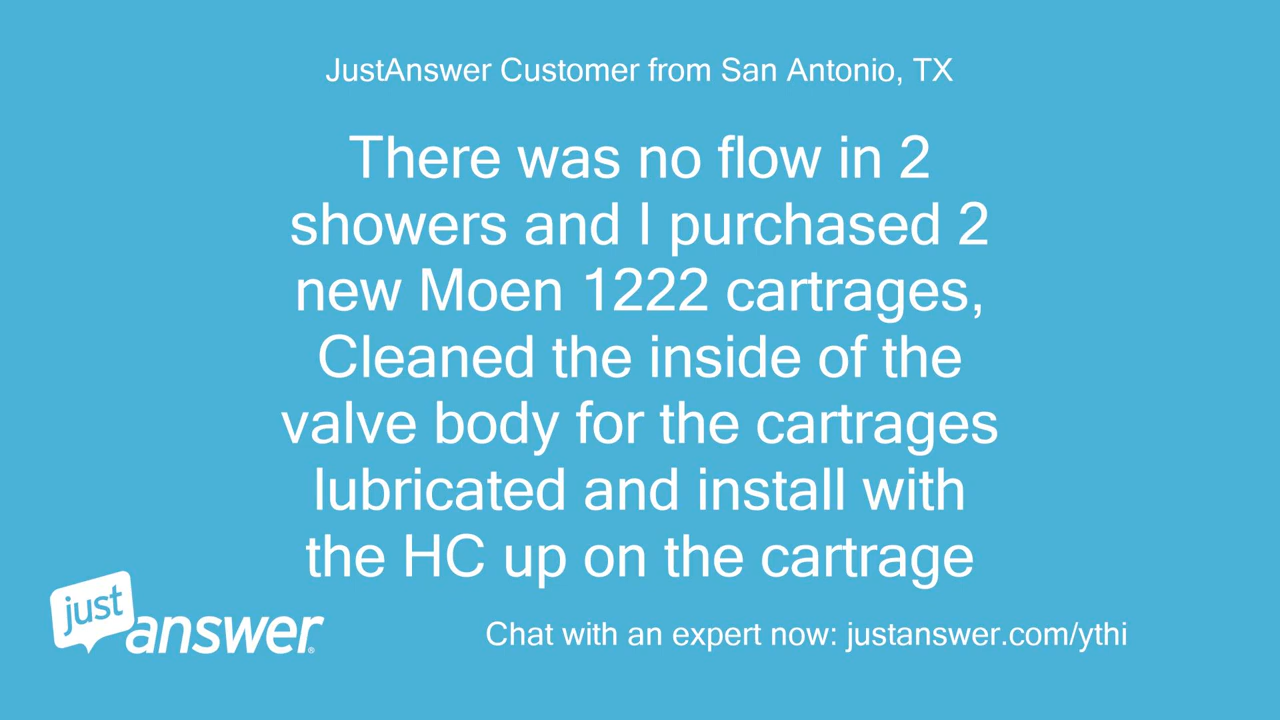 JustAnswer Customer from San Antonio, TX
There was no flow in 2
showers and I purchased 2
new Moen 1222 cartrages,
Cleaned the inside of the
valve body for the cartrages
lubricated and install with
the HC up on the cartrage
just
answer®
Chat with an expert now: justanswer.com/ythi